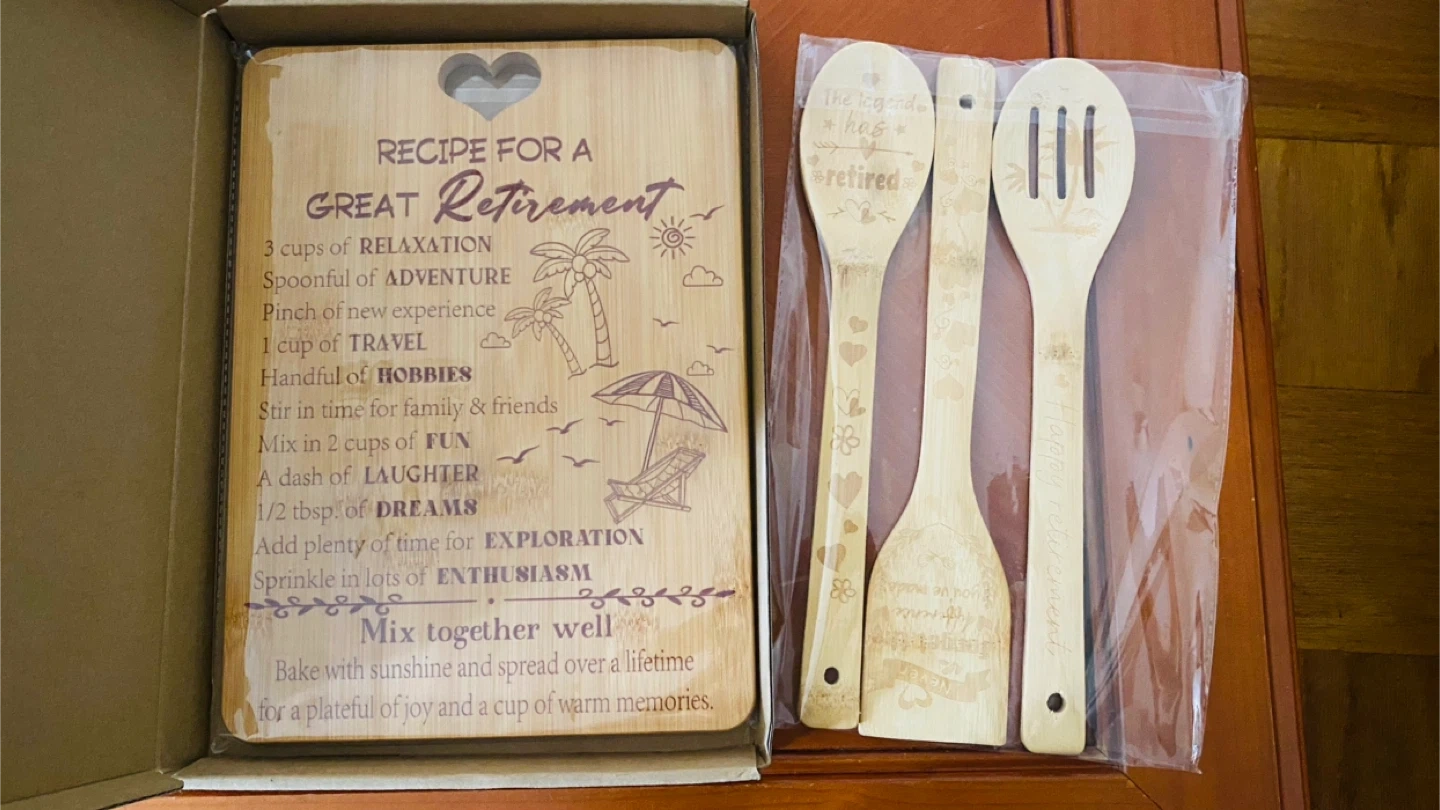 RECIPE FOR A
GREAT Retirement
3 cups of RELAXATION
Spoonful of ADVENTURE
Pinch of new experience
1 cup of TRAVEL
Handful of HOBBIES
Stir in time for family & friends
Mix in 2 cups of FUN
A dash of LAUGHTER
1/2 tbsp. of DREAMS
Add plenty of time for EXPLORATION
Sprinkle in lots of ENTHUSIASM
Mix together well
Bake with sunshine and spread over a lifetime
for a plateful of joy and a cup of warm memories.
The legend
has
retired
Never
you've made
Happy retirement